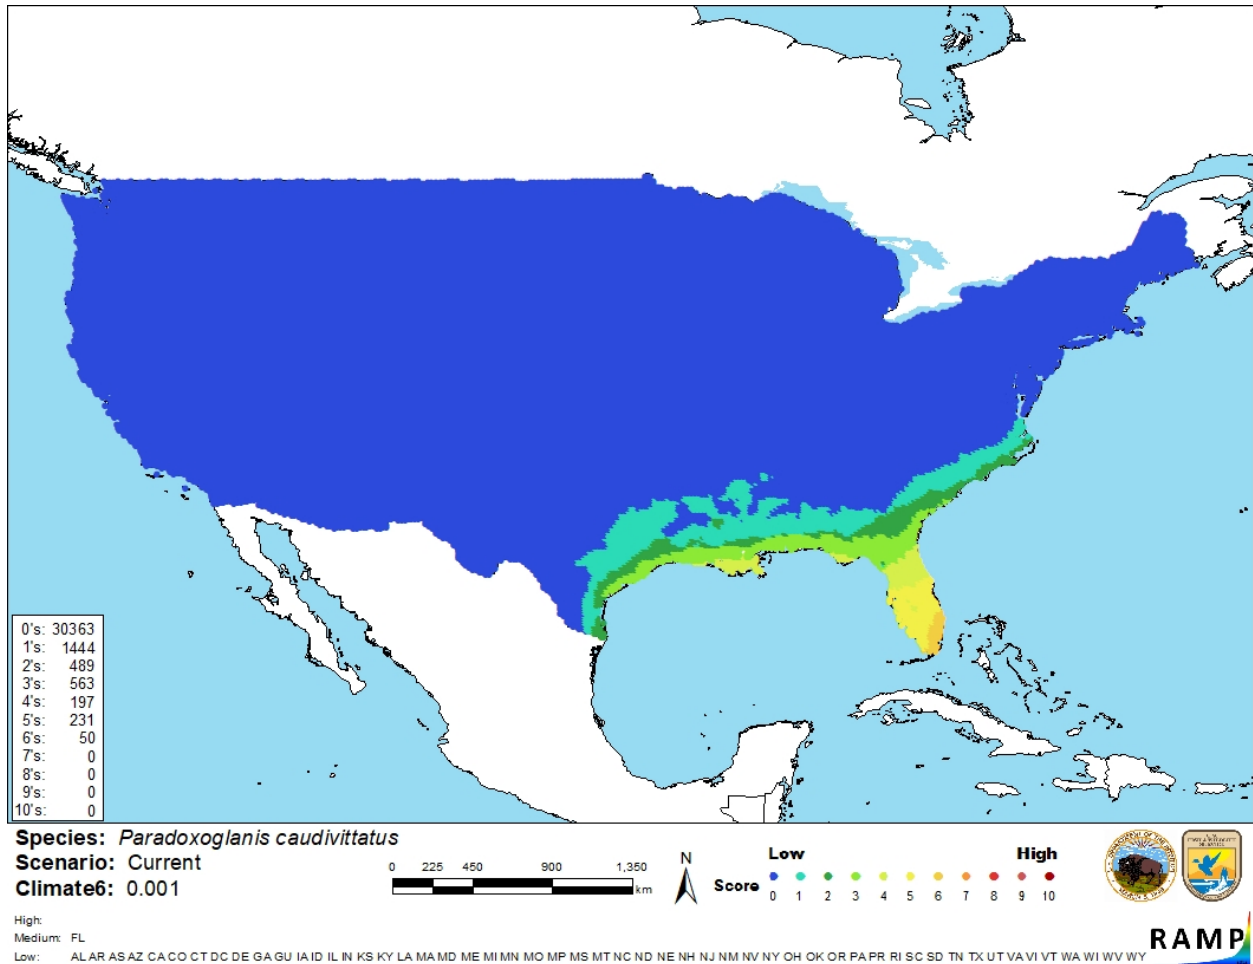 0's: 30363
1's: 1444
2's: 489
3's: 563
4's: 197
5's: 231
6's: 50
7's: 0
8's: 0
9's: 0
10's: 0
Species: Paradoxoglanis caudivittatus
Scenario: Current
Climate6: 0.001
0 225 450 900 1,350
km
N
Low High
Score
0 1 2 3 4 5 6 7 8 9 10
High:
Medium: FL
Low: AL AR AS AZ CA CO CT DC DE GA GU IA ID IL IN KS KY LA MA MD ME MI MN MO MP MS MT NC ND NE NH NJ NM NV NY OH OK OR PA PR RI SC SD TN TX UT VA VI VT WA WI WV WY
RAMP